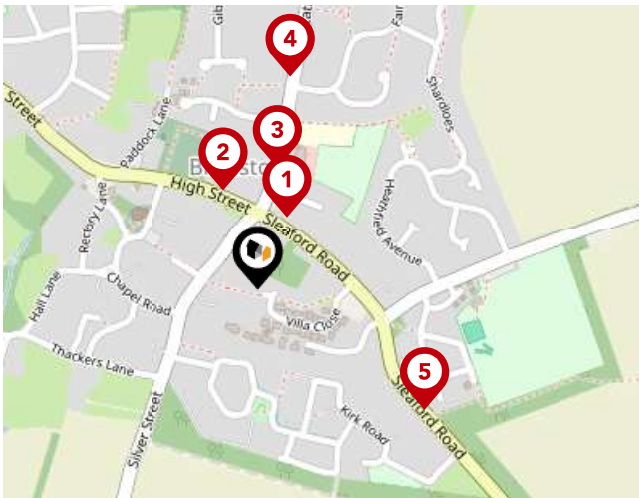 4
Shardloes
Street
Paddock Lane
3
2
1
High Street
Sleaford Road
Rectory Lane
Heathfield Avenue
Hall Lane
Chapel Road
Villa Close
Thackers Lane
5
Silver Street
Kirk Road
Sleaford Road